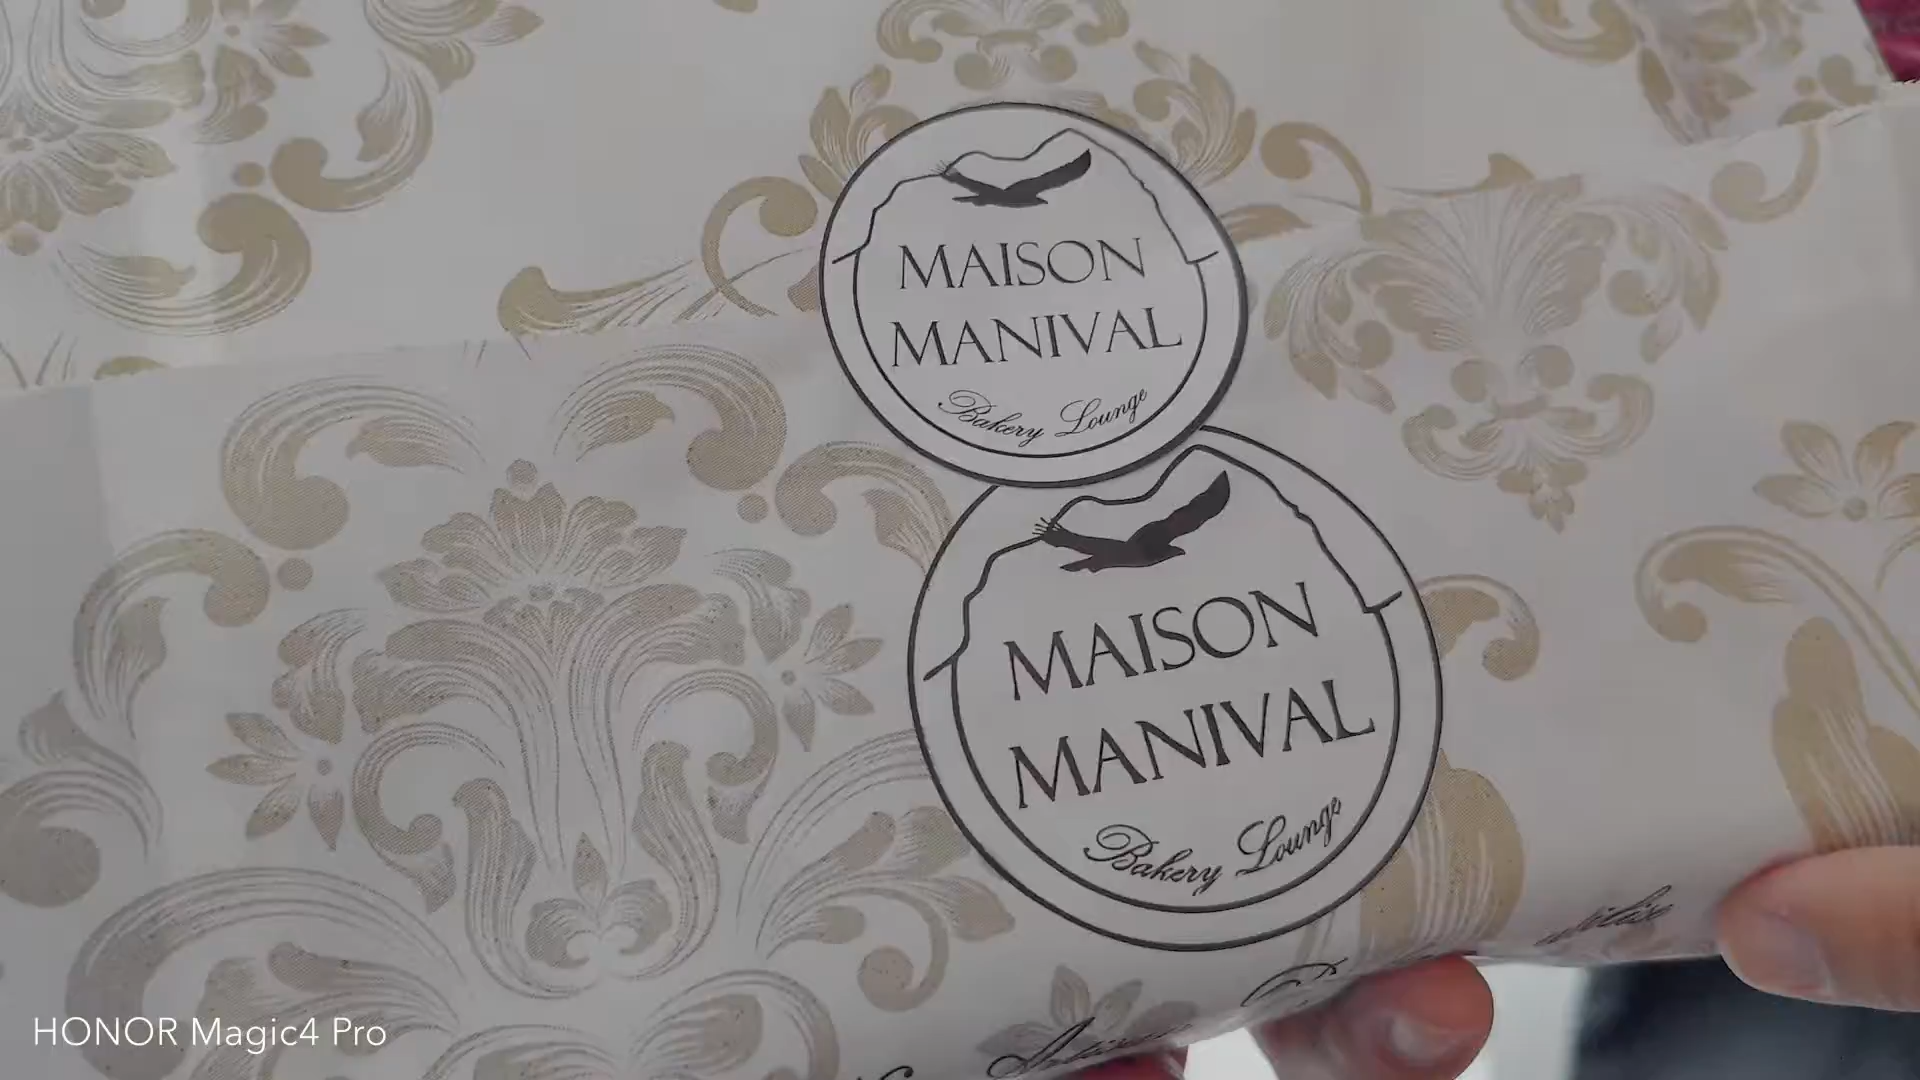 MAISON
MANIVAL
Bakery Lounge
MAISON
MANIVAL
Bakery Lounge
HONOR Magic4 Pro